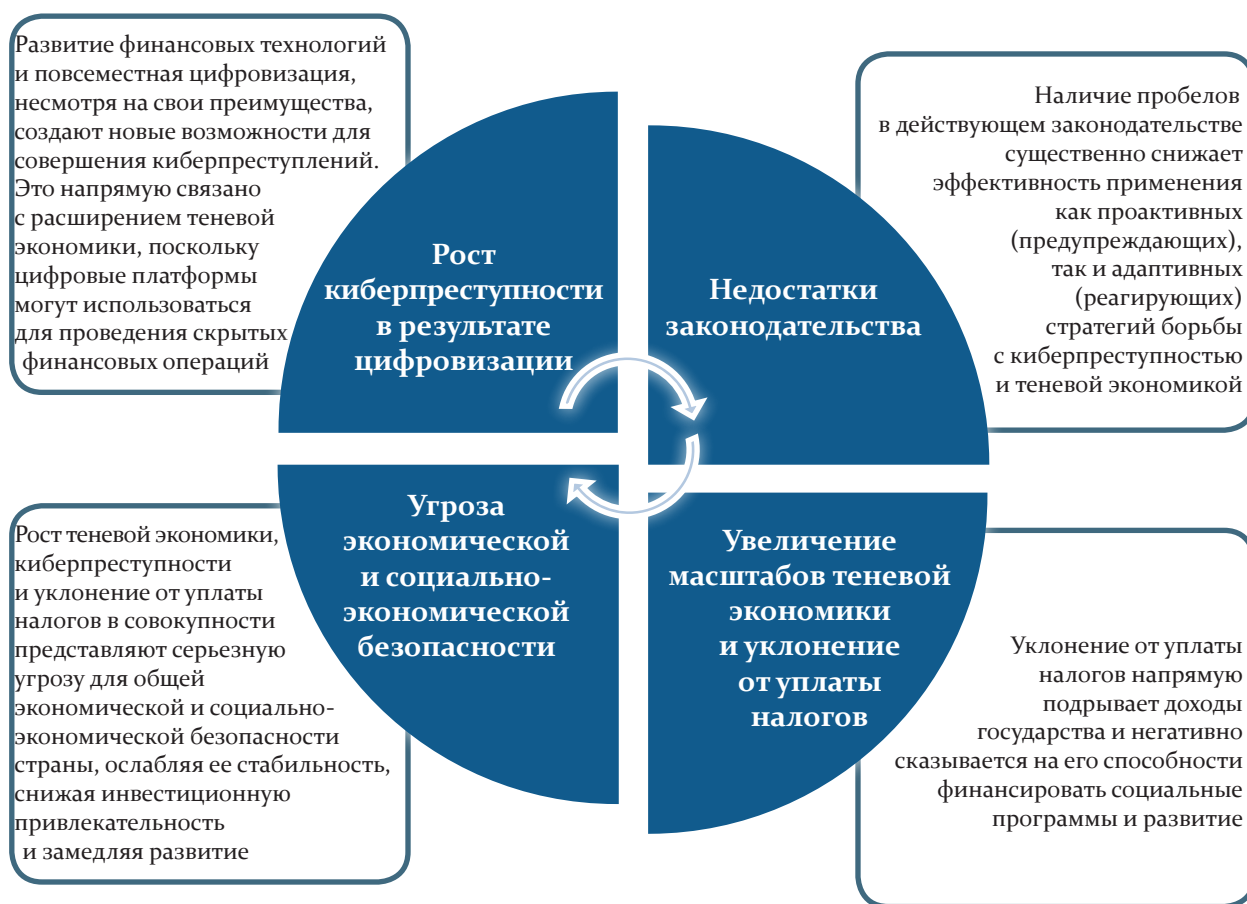 Развитие финансовых технологий
и повсеместная цифровизация,
несмотря на свои преимущества,
создают новые возможности для
совершения киберпреступлений.
Это напрямую связано
с расширением теневой
экономики, поскольку
цифровые платформы
могут использоваться
для проведения скрытых
финансовых операций
Рост
киберпреступности
в результате
цифровизации
Недостатки
законодательства
Наличие пробелов
в действующем законодательстве
существенно снижает
эффективность применения
как проактивных
(предупреждающих),
так и адаптивных
(реагирующих)
стратегий борьбы
с киберпреступностью
и теневой экономикой
Рост теневой экономики,
киберпреступности
и уклонение от уплаты
налогов в совокупности
представляют серьезную
угрозу для общей
экономической и социально-
экономической безопасности
страны, ослабляя ее стабильность,
снижая инвестиционную
привлекательность
и замедляя развитие
Угроза
экономической
и социально-
экономической
безопасности
Увеличение
масштабов теневой
экономики
и уклонение
от уплаты
налогов
Уклонение от уплаты
налогов напрямую
подрывает доходы
государства и негативно
сказывается на его способности
финансировать социальные
программы и развитие